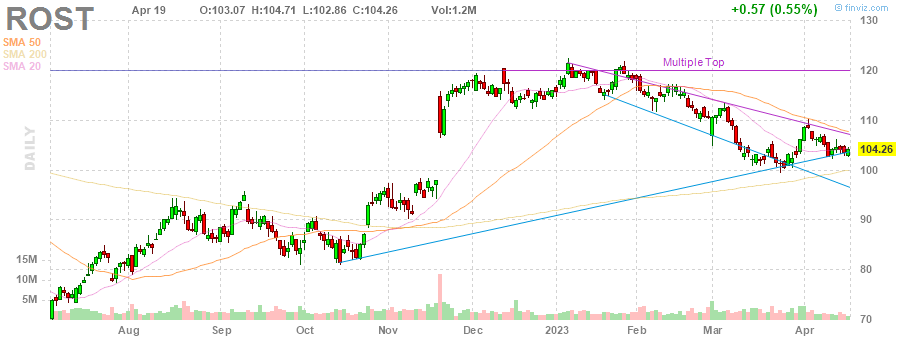 ROST
Apr 19 O:103.07 H:104.71 L:102.86 C:104.26 Vol:1.2M
+0.57 (0.55%)
finviz.com
SMA 50
SMA 200
SMA 20
Multiple Top
DAILY
130
120
110
104.26
100
90
80
70
15M
10M
5M
Aug Sep Oct Nov Dec 2023 Feb Mar Apr